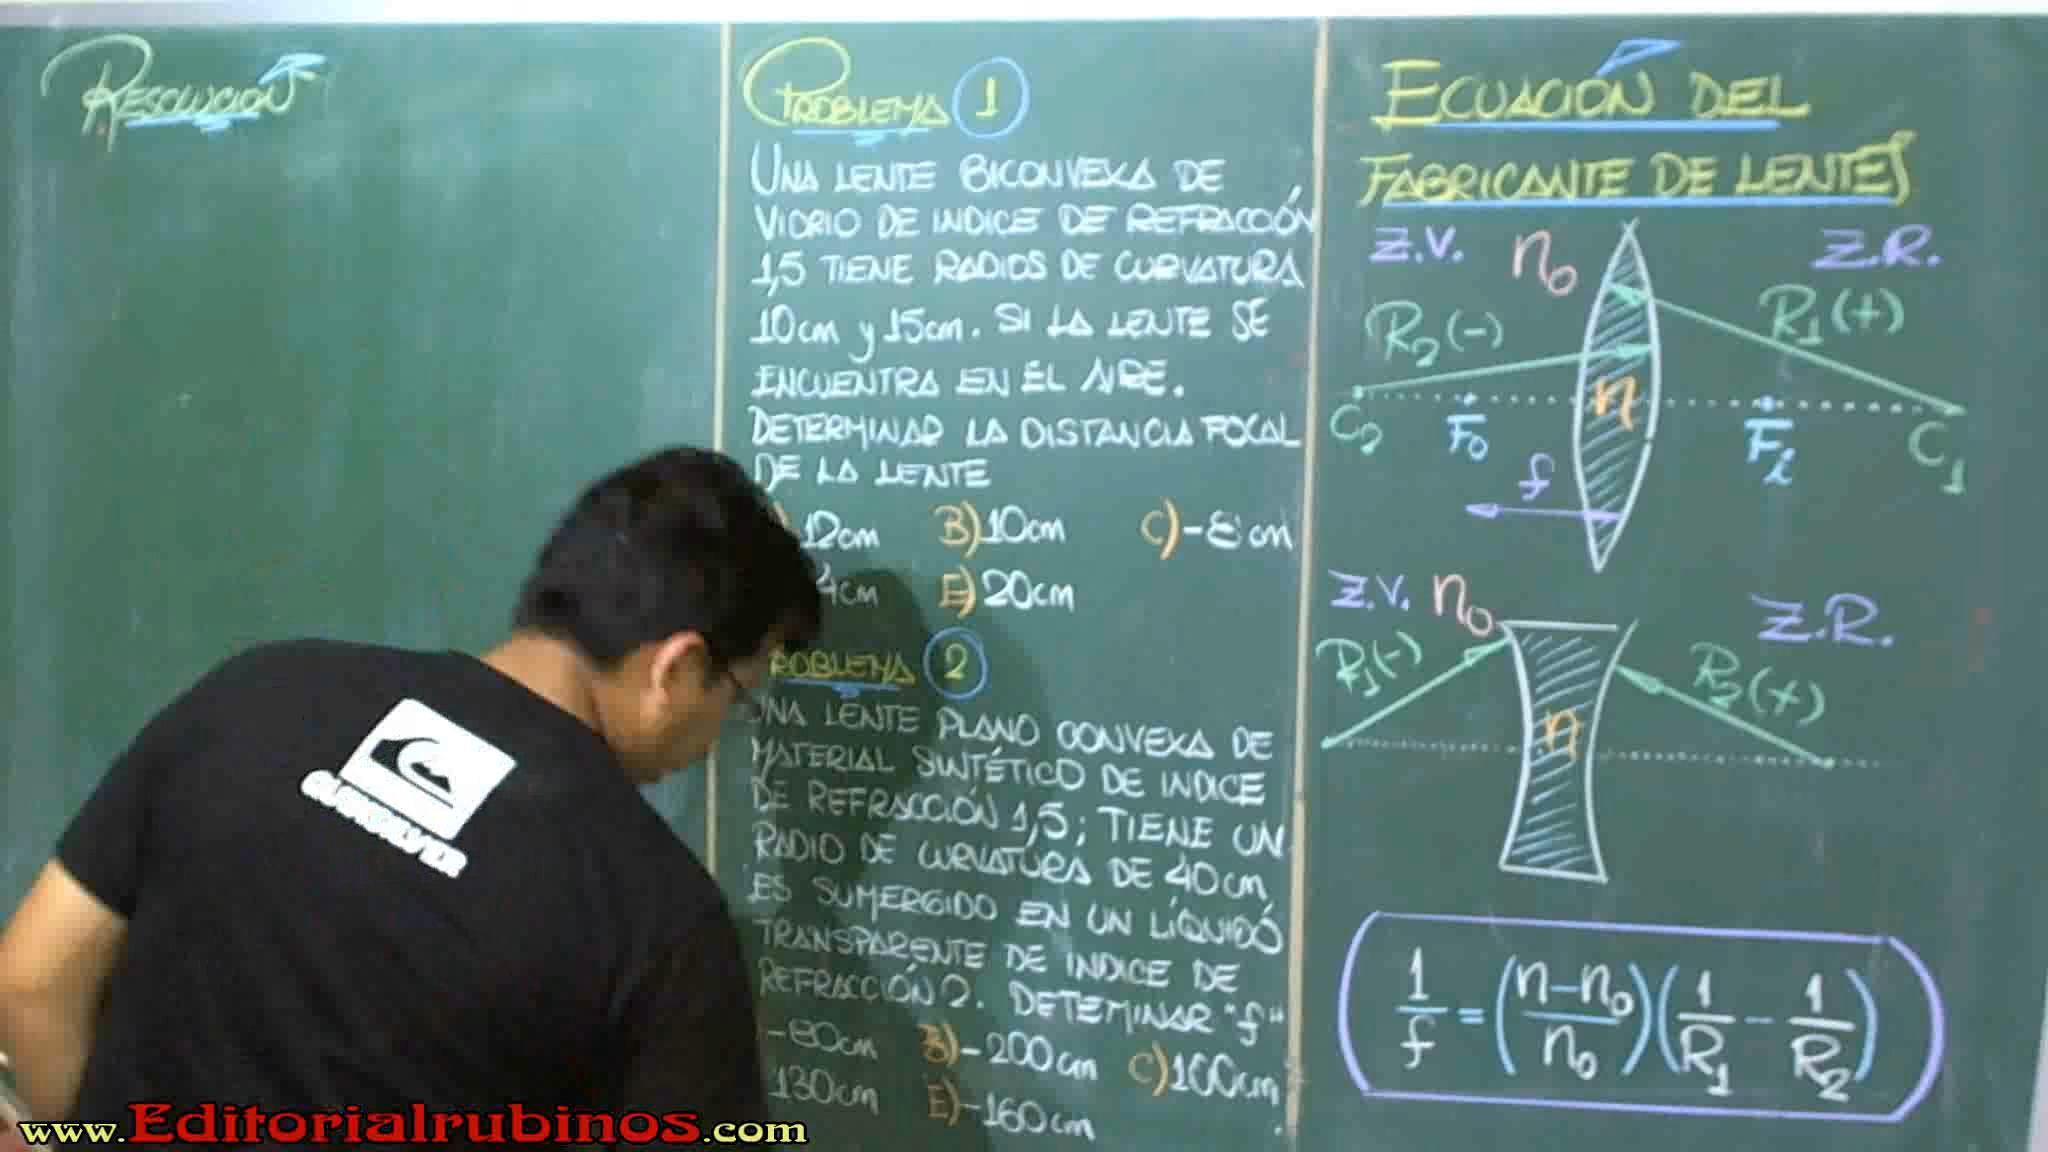 RESOLUCIÓN
PROBLEMA 1
UNA LENTE BICONVEXA DE
VIDRIO DE INDICE DE REFRACCIÓN
1,5 TIENE RADIOS DE CURVATURA
10cm y 15cm. SI LA LENTE SE
ENCUENTRA EN EL AIRE.
DETERMINAR LA DISTANCIA FOCAL
DE LA LENTE
12cm B) 10cm C) -8cm
4cm E) 20cm
PROBLEMA 2
UNA LENTE PLANO CONVEXA DE
MATERIAL SINTÉTICO DE INDICE
DE REFRACCIÓN 1,5; TIENE UN
RADIO DE CURVATURA DE 40cm
ES SUMERGIDO EN UN LÍQUIDO
TRANSPARENTE DE INDICE DE
REFRACCIÓN 2. DETEMINAR "f"
-80cm B) -200cm C) 100cm
130cm E) -160cm
ECUACIÓN DEL
FABRICANTE DE LENTES
Z.V. n₀ Z.R.
R₂(-) R₁(+)
n
C₂ F₀ Fᵢ C₁
f
Z.V. n₀ Z.R.
R₁(-) R₂(+)
n
1/f = ((n-n₀)/n₀)(1/R₁ - 1/R₂)
QUIKSILVER
www.Editorialrubinos.com